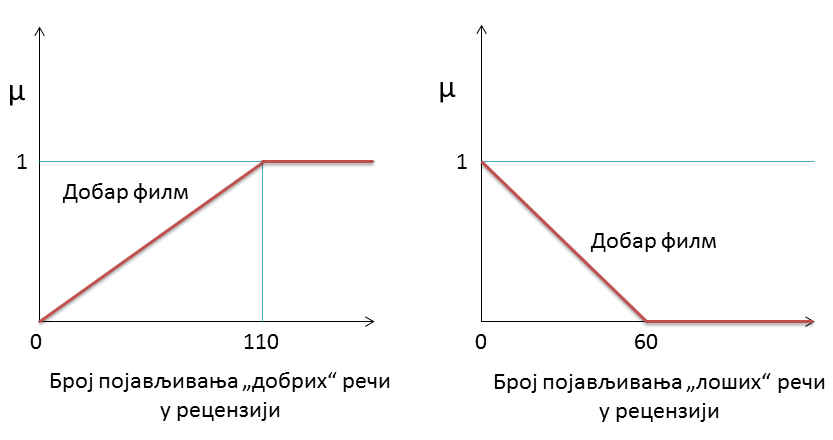 μ
1
Добар филм
0
110
Број појављивања „добрих“ речи
у рецензији
μ
1
Добар филм
0
60
Број појављивања „лоших“ речи
у рецензији